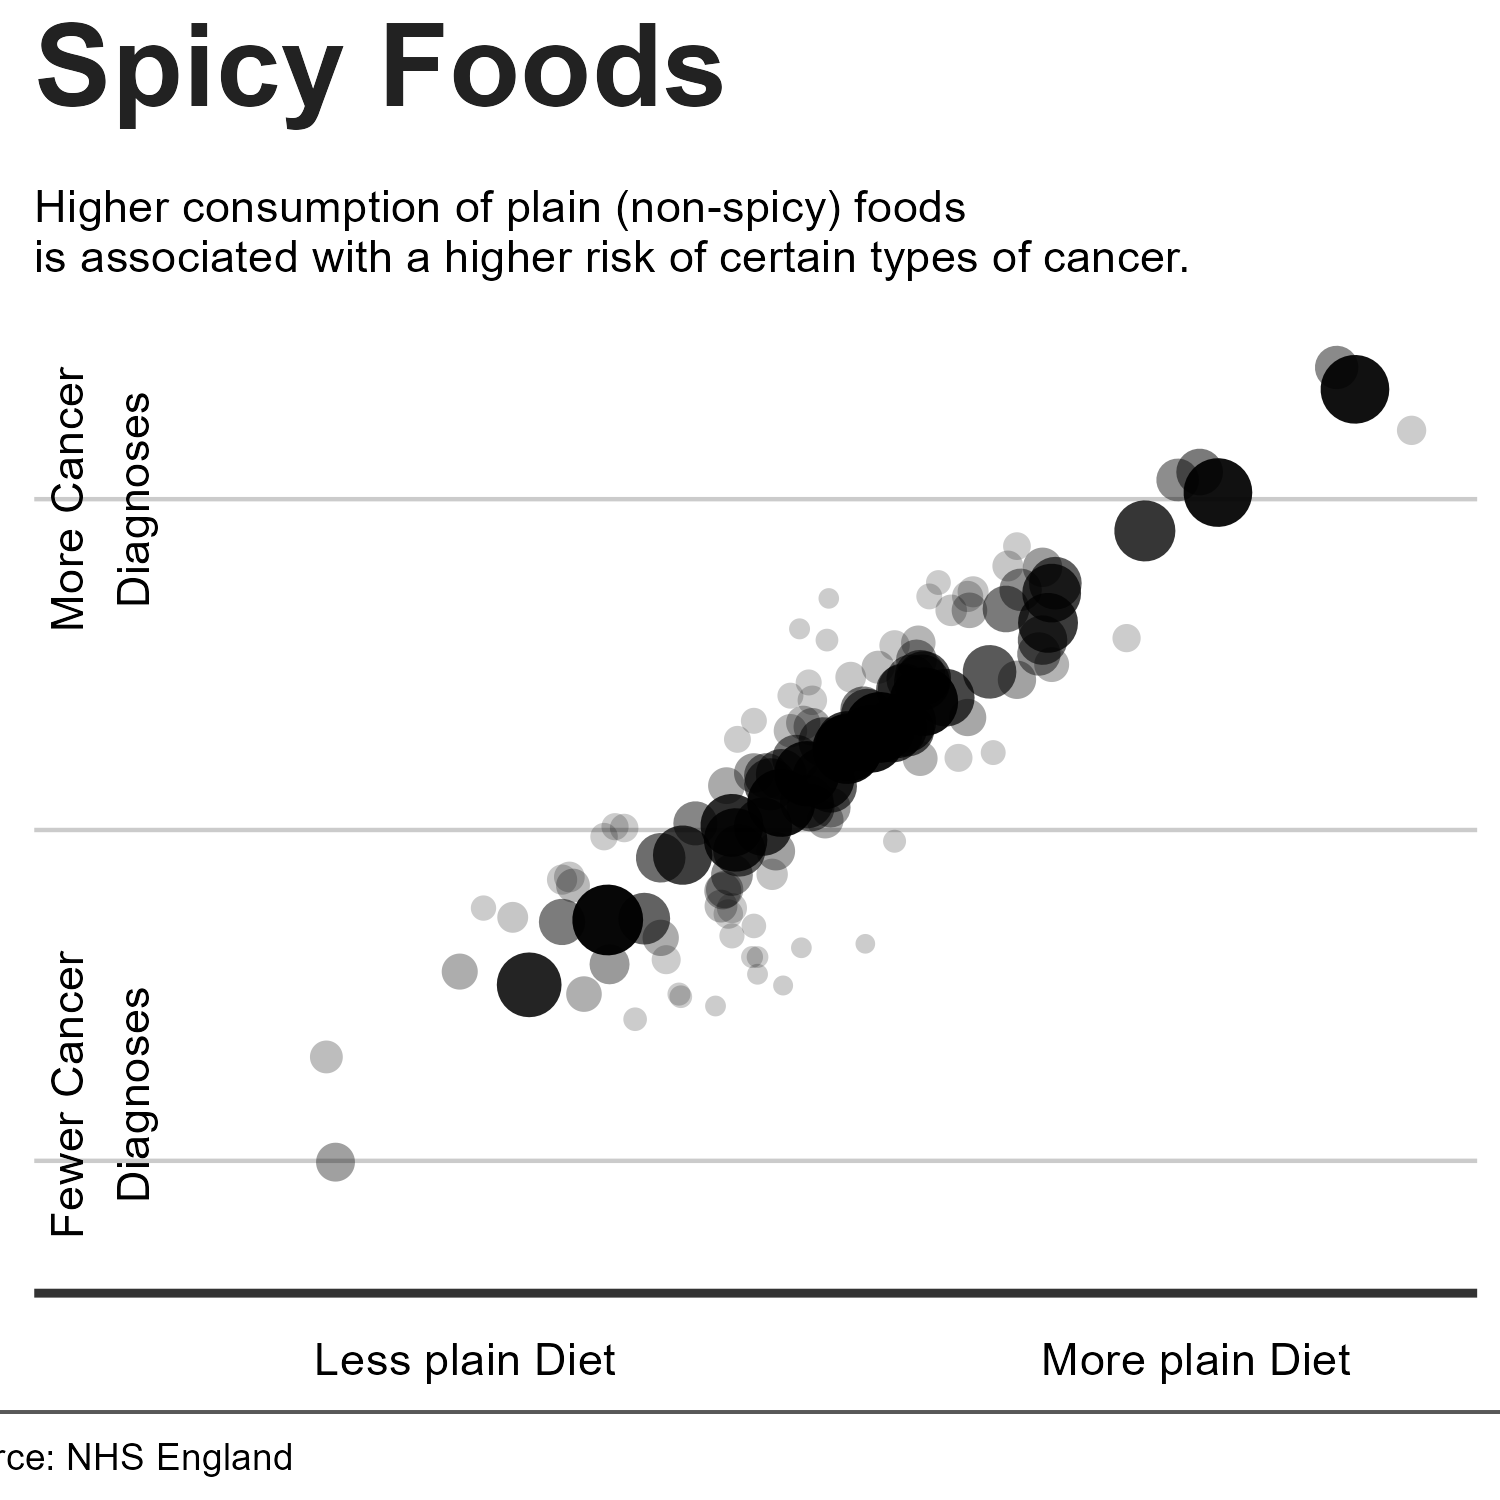 Spicy Foods
Higher consumption of plain (non-spicy) foods
is associated with a higher risk of certain types of cancer.
More Cancer
Diagnoses
Fewer Cancer
Diagnoses
Less plain Diet
More plain Diet
rce: NHS England